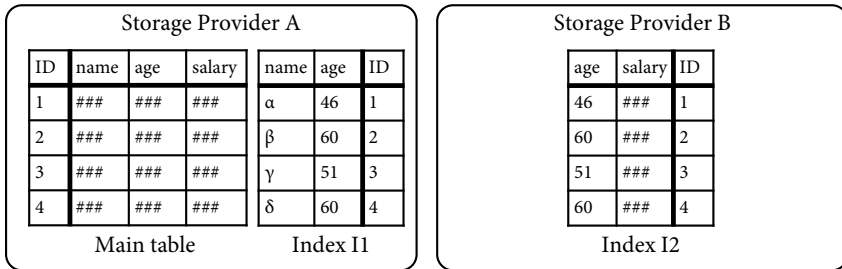 Storage Provider A
ID name age salary
1 ### ### ###
2 ### ### ###
3 ### ### ###
4 ### ### ###
Main table
name age ID
α 46 1
β 60 2
γ 51 3
δ 60 4
Index I1
Storage Provider B
age salary ID
46 ### 1
60 ### 2
51 ### 3
60 ### 4
Index I2